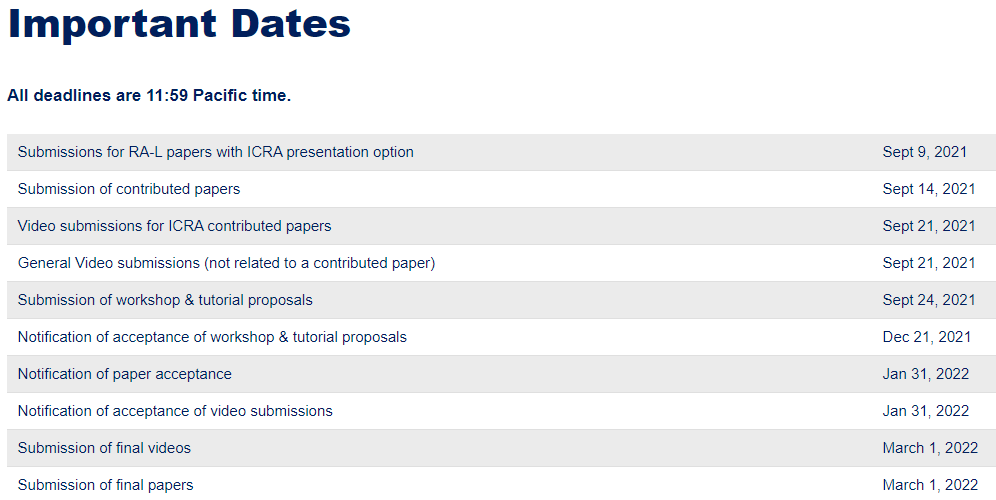 Important Dates
All deadlines are 11:59 Pacific time.
Submissions for RA-L papers with ICRA presentation option Sept 9, 2021
Submission of contributed papers Sept 14, 2021
Video submissions for ICRA contributed papers Sept 21, 2021
General Video submissions (not related to a contributed paper) Sept 21, 2021
Submission of workshop & tutorial proposals Sept 24, 2021
Notification of acceptance of workshop & tutorial proposals Dec 21, 2021
Notification of paper acceptance Jan 31, 2022
Notification of acceptance of video submissions Jan 31, 2022
Submission of final videos March 1, 2022
Submission of final papers March 1, 2022